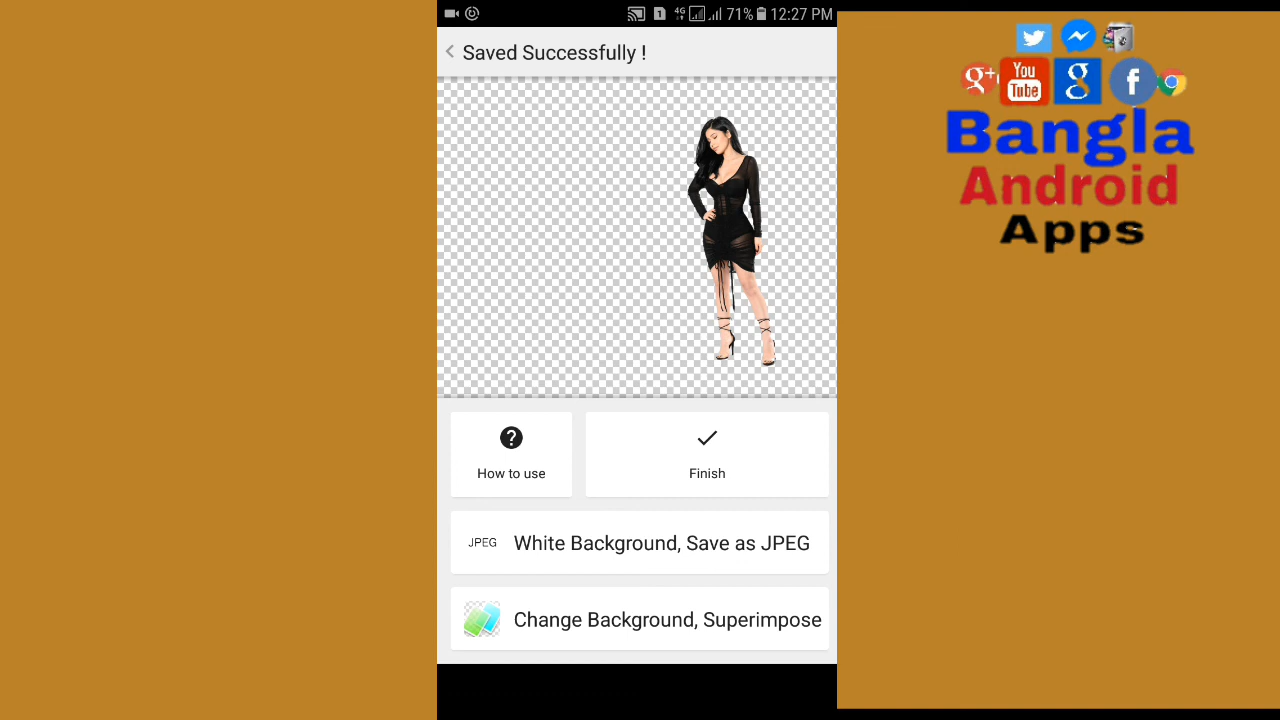 4G 71% 12:27 PM
Saved Successfully !
How to use
Finish
JPEG White Background, Save as JPEG
Change Background, Superimpose
You
Tube
Bangla
Android
Apps